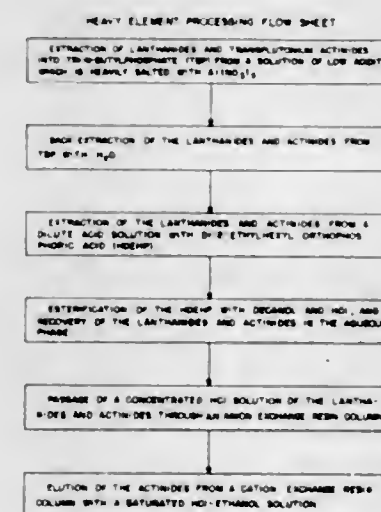 HEAVY ELEMENT PROCESSING FLOW SHEET
EXTRACTION OF LANTHANIDES AND TRANSPLUTONIUM ACTINIDES
INTO TRI-N-BUTYLPHOSPHATE (TBP) FROM A SOLUTION OF LOW ACIDITY
WHICH IS HEAVILY SALTED WITH Al(NO3)3
BACK-EXTRACTION OF THE LANTHANIDES AND ACTINIDES FROM
TBP WITH H2O
EXTRACTION OF THE LANTHANIDES AND ACTINIDES FROM A
DILUTE ACID SOLUTION WITH DI-2 ETHYLHEXYL ORTHOPHOS
PHORIC ACID (HDEHP)
ESTERIFICATION OF THE HDEHP WITH DECANOL AND HCl, AND
RECOVERY OF THE LANTHANIDES AND ACTINIDES IN THE AQUEOUS
PHASE
PASSAGE OF A CONCENTRATED HCl SOLUTION OF THE LANTHA-
NIDES AND ACTINIDES THROUGH AN ANION EXCHANGE RESIN COLUMN
ELUTION OF THE ACTINIDES FROM A CATION EXCHANGE RESIN
COLUMN WITH A SATURATED HCl-ETHANOL SOLUTION